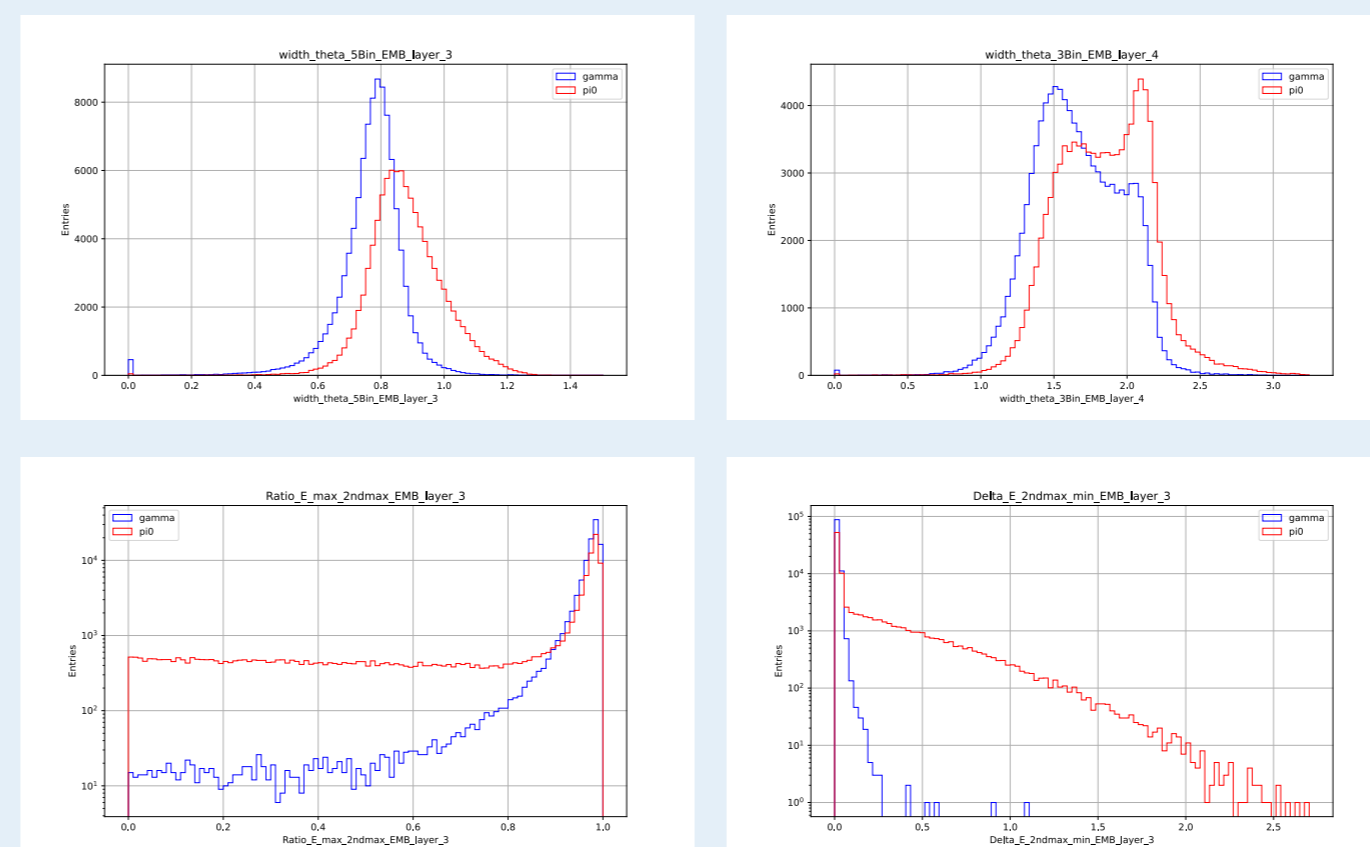 width_theta_5Bin_EMB_layer_3
gamma
pi0
8000
6000
4000
2000
0
Entries
0.0 0.2 0.4 0.6 0.8 1.0 1.2 1.4
width_theta_5Bin_EMB_layer_3
width_theta_3Bin_EMB_layer_4
gamma
pi0
4000
3000
2000
1000
0
Entries
0.0 0.5 1.0 1.5 2.0 2.5 3.0
width_theta_3Bin_EMB_layer_4
Ratio_E_max_2ndmax_EMB_layer_3
gamma
pi0
10⁴
10³
10²
10¹
Entries
0.0 0.2 0.4 0.6 0.8 1.0
Ratio_E_max_2ndmax_EMB_layer_3
Delta_E_2ndmax_min_EMB_layer_3
gamma
pi0
10⁵
10⁴
10³
10²
10¹
10⁰
Entries
0.0 0.5 1.0 1.5 2.0 2.5
Delta_E_2ndmax_min_EMB_layer_3